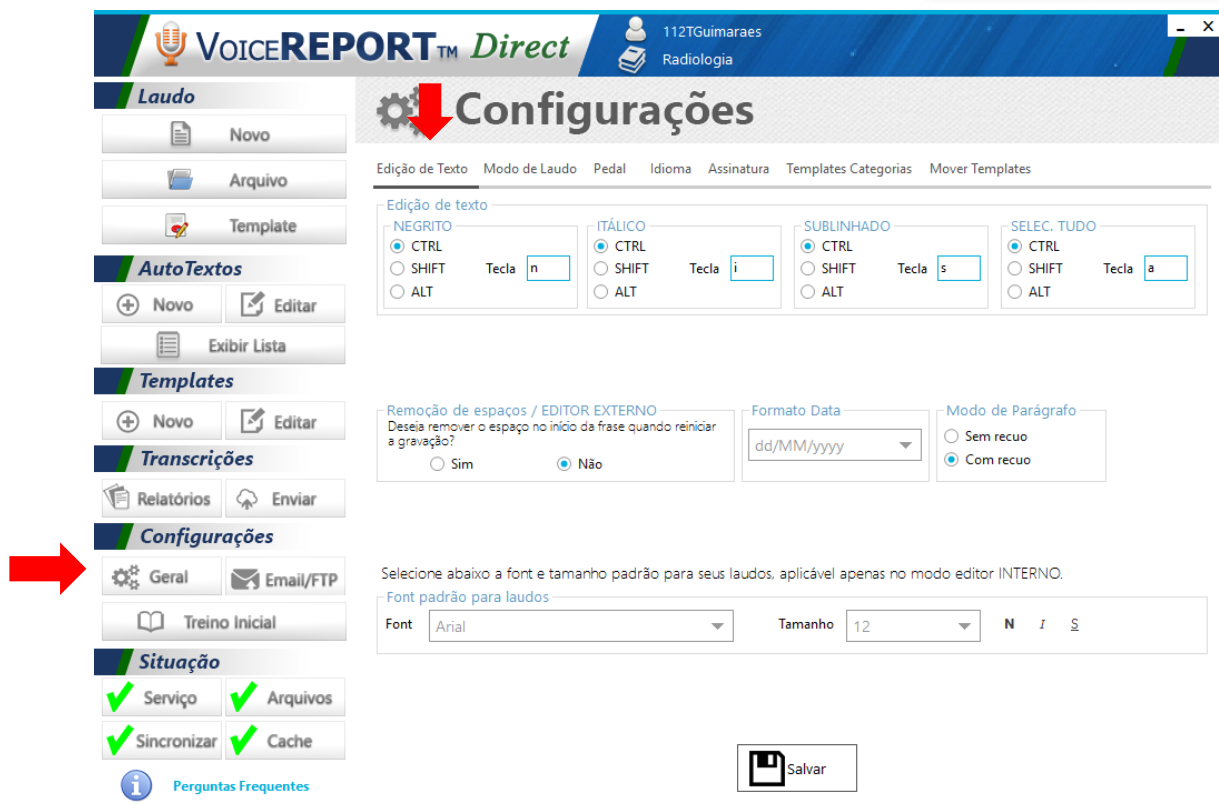 VOICEREPORT™ Direct
112TGuimaraes
Radiologia
- X
Laudo
Novo
Arquivo
Template
AutoTextos
Novo Editar
Exibir Lista
Templates
Novo Editar
Transcrições
Relatórios Enviar
Configurações
Geral Email/FTP
Treino Inicial
Situação
Serviço Arquivos
Sincronizar Cache
Perguntas Frequentes
Configurações
Edição de Texto Modo de Laudo Pedal Idioma Assinatura Templates Categorias Mover Templates
Edição de texto
NEGRITO
CTRL
SHIFT Tecla n
ALT
ITÁLICO
CTRL
SHIFT Tecla i
ALT
SUBLINHADO
CTRL
SHIFT Tecla s
ALT
SELEC. TUDO
CTRL
SHIFT Tecla a
ALT
Remoção de espaços / EDITOR EXTERNO
Deseja remover o espaço no início da frase quando reiniciar
a gravação?
Sim Não
Formato Data
dd/MM/yyyy
Modo de Parágrafo
Sem recuo
Com recuo
Selecione abaixo a font e tamanho padrão para seus laudos, aplicável apenas no modo editor INTERNO.
Font padrão para laudos
Font Arial Tamanho 12 N I S
Salvar